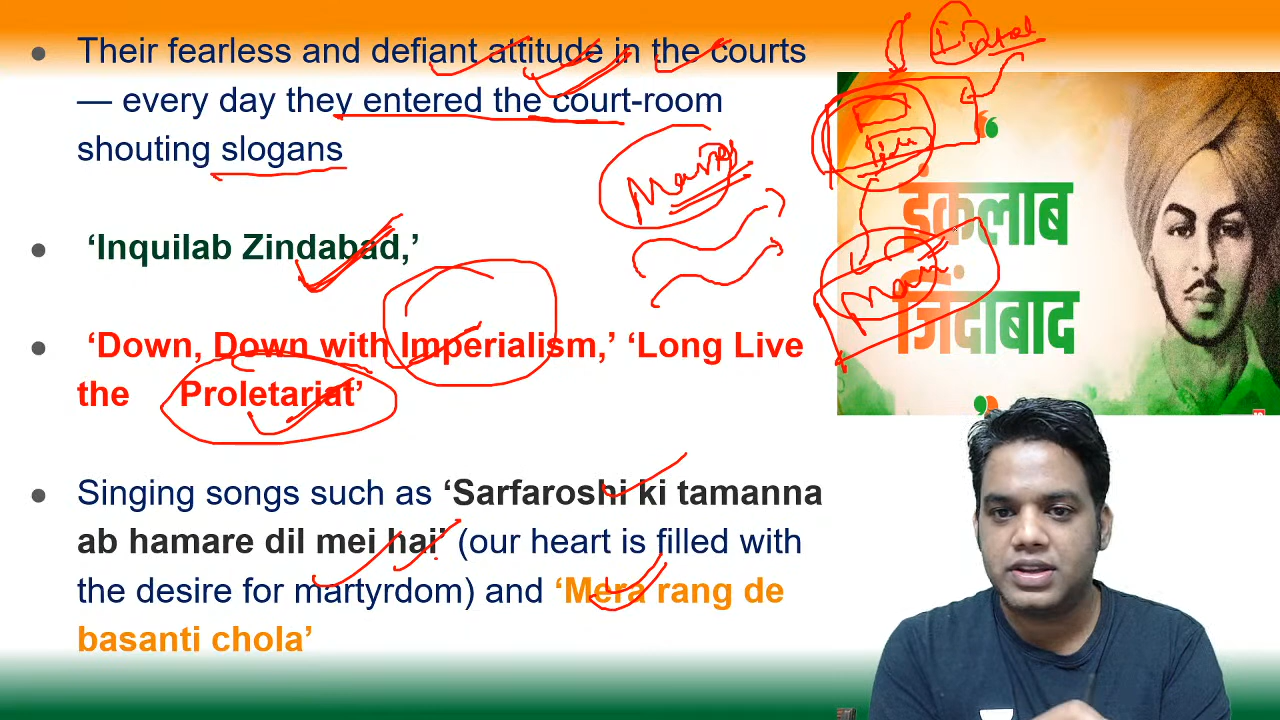 • Their fearless and defiant attitude in the courts
— every day they entered the court-room
shouting slogans
• ‘Inquilab Zindabad,’
• ‘Down, Down with Imperialism,’ ‘Long Live
the Proletariat’
• Singing songs such as ‘Sarfaroshi ki tamanna
ab hamare dil mei hai’ (our heart is filled with
the desire for martyrdom) and ‘Mera rang de
basanti chola’
इंकलाब
जिंदाबाद